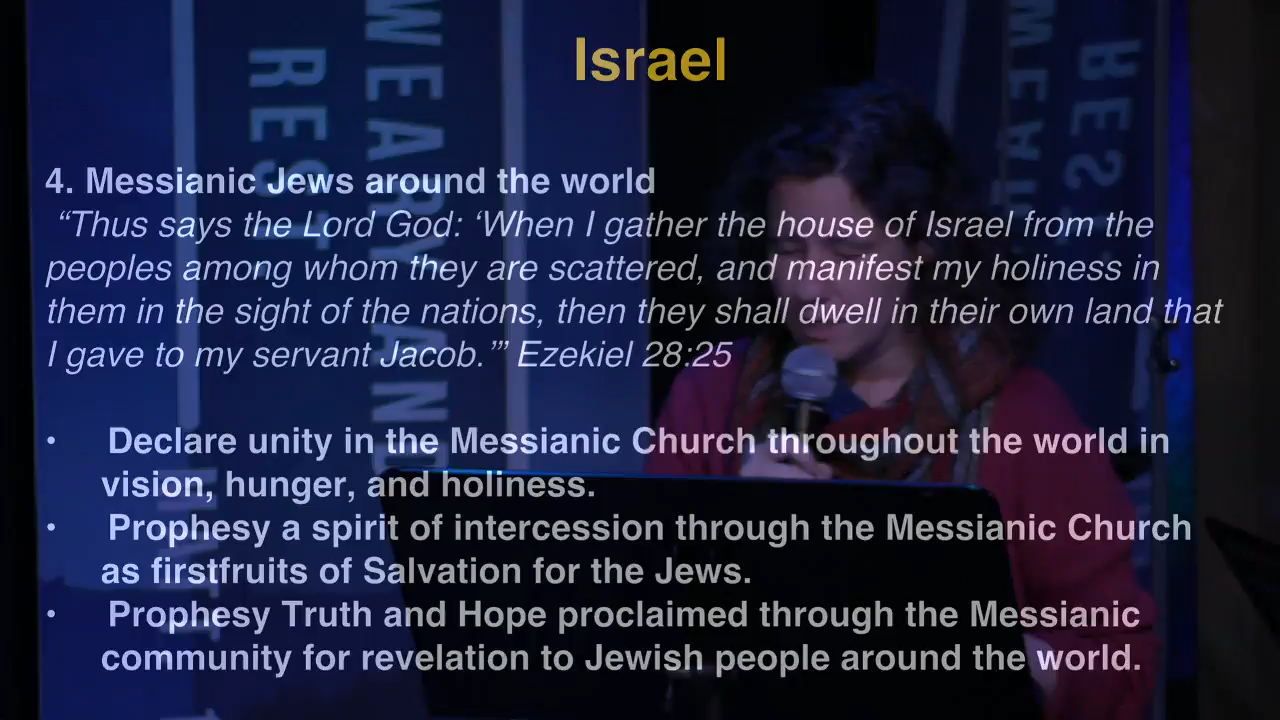 Israel
4. Messianic Jews around the world
“Thus says the Lord God: ‘When I gather the house of Israel from the
peoples among whom they are scattered, and manifest my holiness in
them in the sight of the nations, then they shall dwell in their own land that
I gave to my servant Jacob.’” Ezekiel 28:25
• Declare unity in the Messianic Church throughout the world in
vision, hunger, and holiness.
• Prophesy a spirit of intercession through the Messianic Church
as firstfruits of Salvation for the Jews.
• Prophesy Truth and Hope proclaimed through the Messianic
community for revelation to Jewish people around the world.
WEARY AND
REST
REST